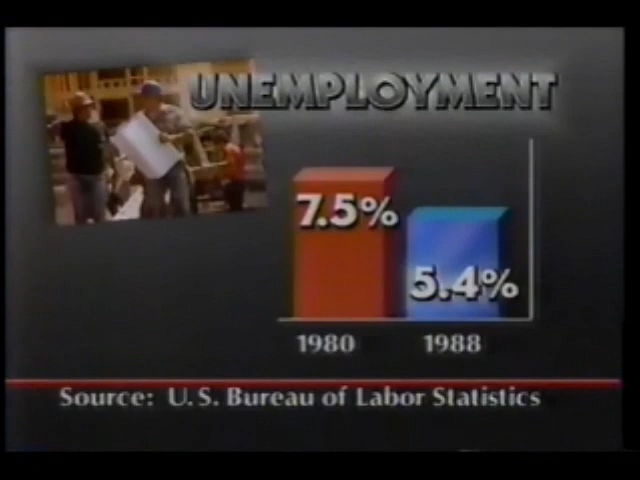 UNEMPLOYMENT
7.5%
5.4%
1980 1988
Source: U.S. Bureau of Labor Statistics